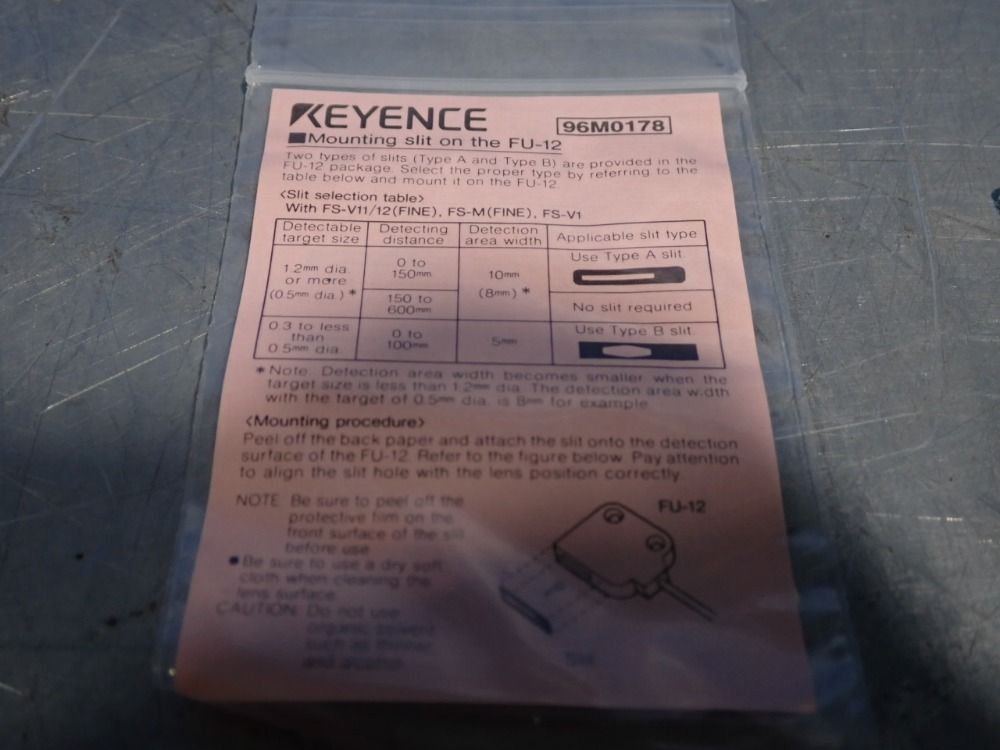 KEYENCE
96M0178
■Mounting slit on the FU-12
Two types of slits (Type A and Type B) are provided in the
FU-12 package. Select the proper type by referring to the
table below and mount it on the FU-12.
<Slit selection table>
With FS-V11/12(FINE), FS-M(FINE), FS-V1
Detectable target size
Detecting distance
Detection area width
Applicable slit type
1.2mm dia. or more (0.5mm dia.)*
0 to 150mm
10mm (8mm)*
Use Type A slit.
150 to 600mm
No slit required
0.3 to less than 0.5mm dia.
0 to 100mm
5mm
Use Type B slit.
*Note: Detection area width becomes smaller when the
target size is less than 1.2mm dia. The detection area width
with the target of 0.5mm dia. is 8mm for example.
<Mounting procedure>
Peel off the back paper and attach the slit onto the detection
surface of the FU-12. Refer to the figure below. Pay attention
to align the slit hole with the lens position correctly.
NOTE: Be sure to peel off the
protective film on the
front surface of the slit
before use.
●Be sure to use a dry soft
cloth when cleaning the
lens surface.
CAUTION: Do not use
organic solvent
such as thinner
and alcohol.
FU-12
Slit